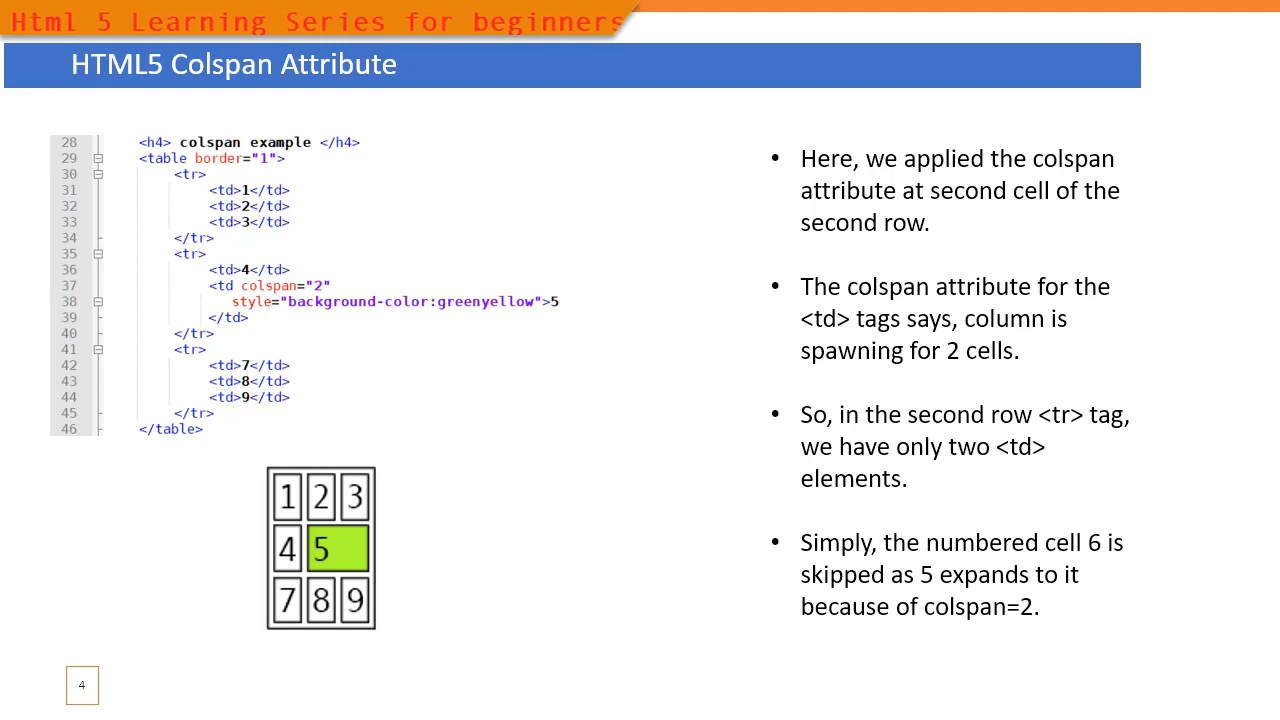 Html 5 Learning Series for beginners
HTML5 Colspan Attribute
28 <h4> colspan example </h4>
29 <table border="1">
30 <tr>
31 <td>1</td>
32 <td>2</td>
33 <td>3</td>
34 </tr>
35 <tr>
36 <td>4</td>
37 <td colspan="2"
38 style="background-color:greenyellow">5
39 </td>
40 </tr>
41 <tr>
42 <td>7</td>
43 <td>8</td>
44 <td>9</td>
45 </tr>
46 </table>
1 2 3
4 5
7 8 9
• Here, we applied the colspan
attribute at second cell of the
second row.
• The colspan attribute for the
<td> tags says, column is
spawning for 2 cells.
• So, in the second row <tr> tag,
we have only two <td>
elements.
• Simply, the numbered cell 6 is
skipped as 5 expands to it
because of colspan=2.
4